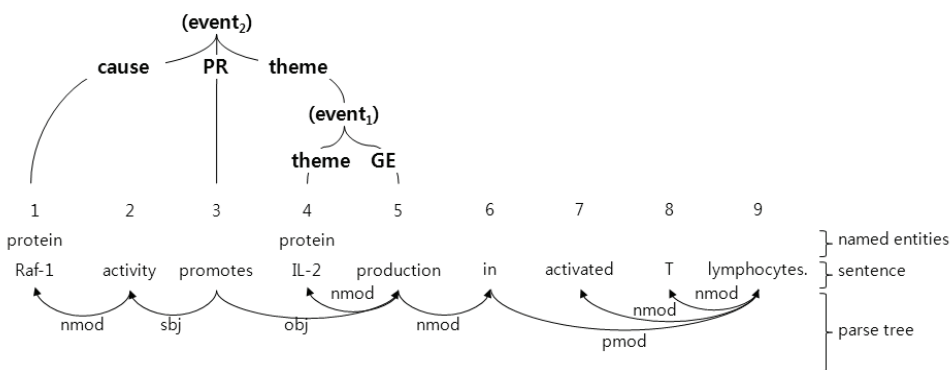 (event₂)
cause PR theme
(event₁)
theme GE
1 2 3 4 5 6 7 8 9
protein protein named entities
Raf-1 activity promotes IL-2 production in activated T lymphocytes. sentence
nmod nmod
nmod sbj obj nmod nmod parse tree
pmod